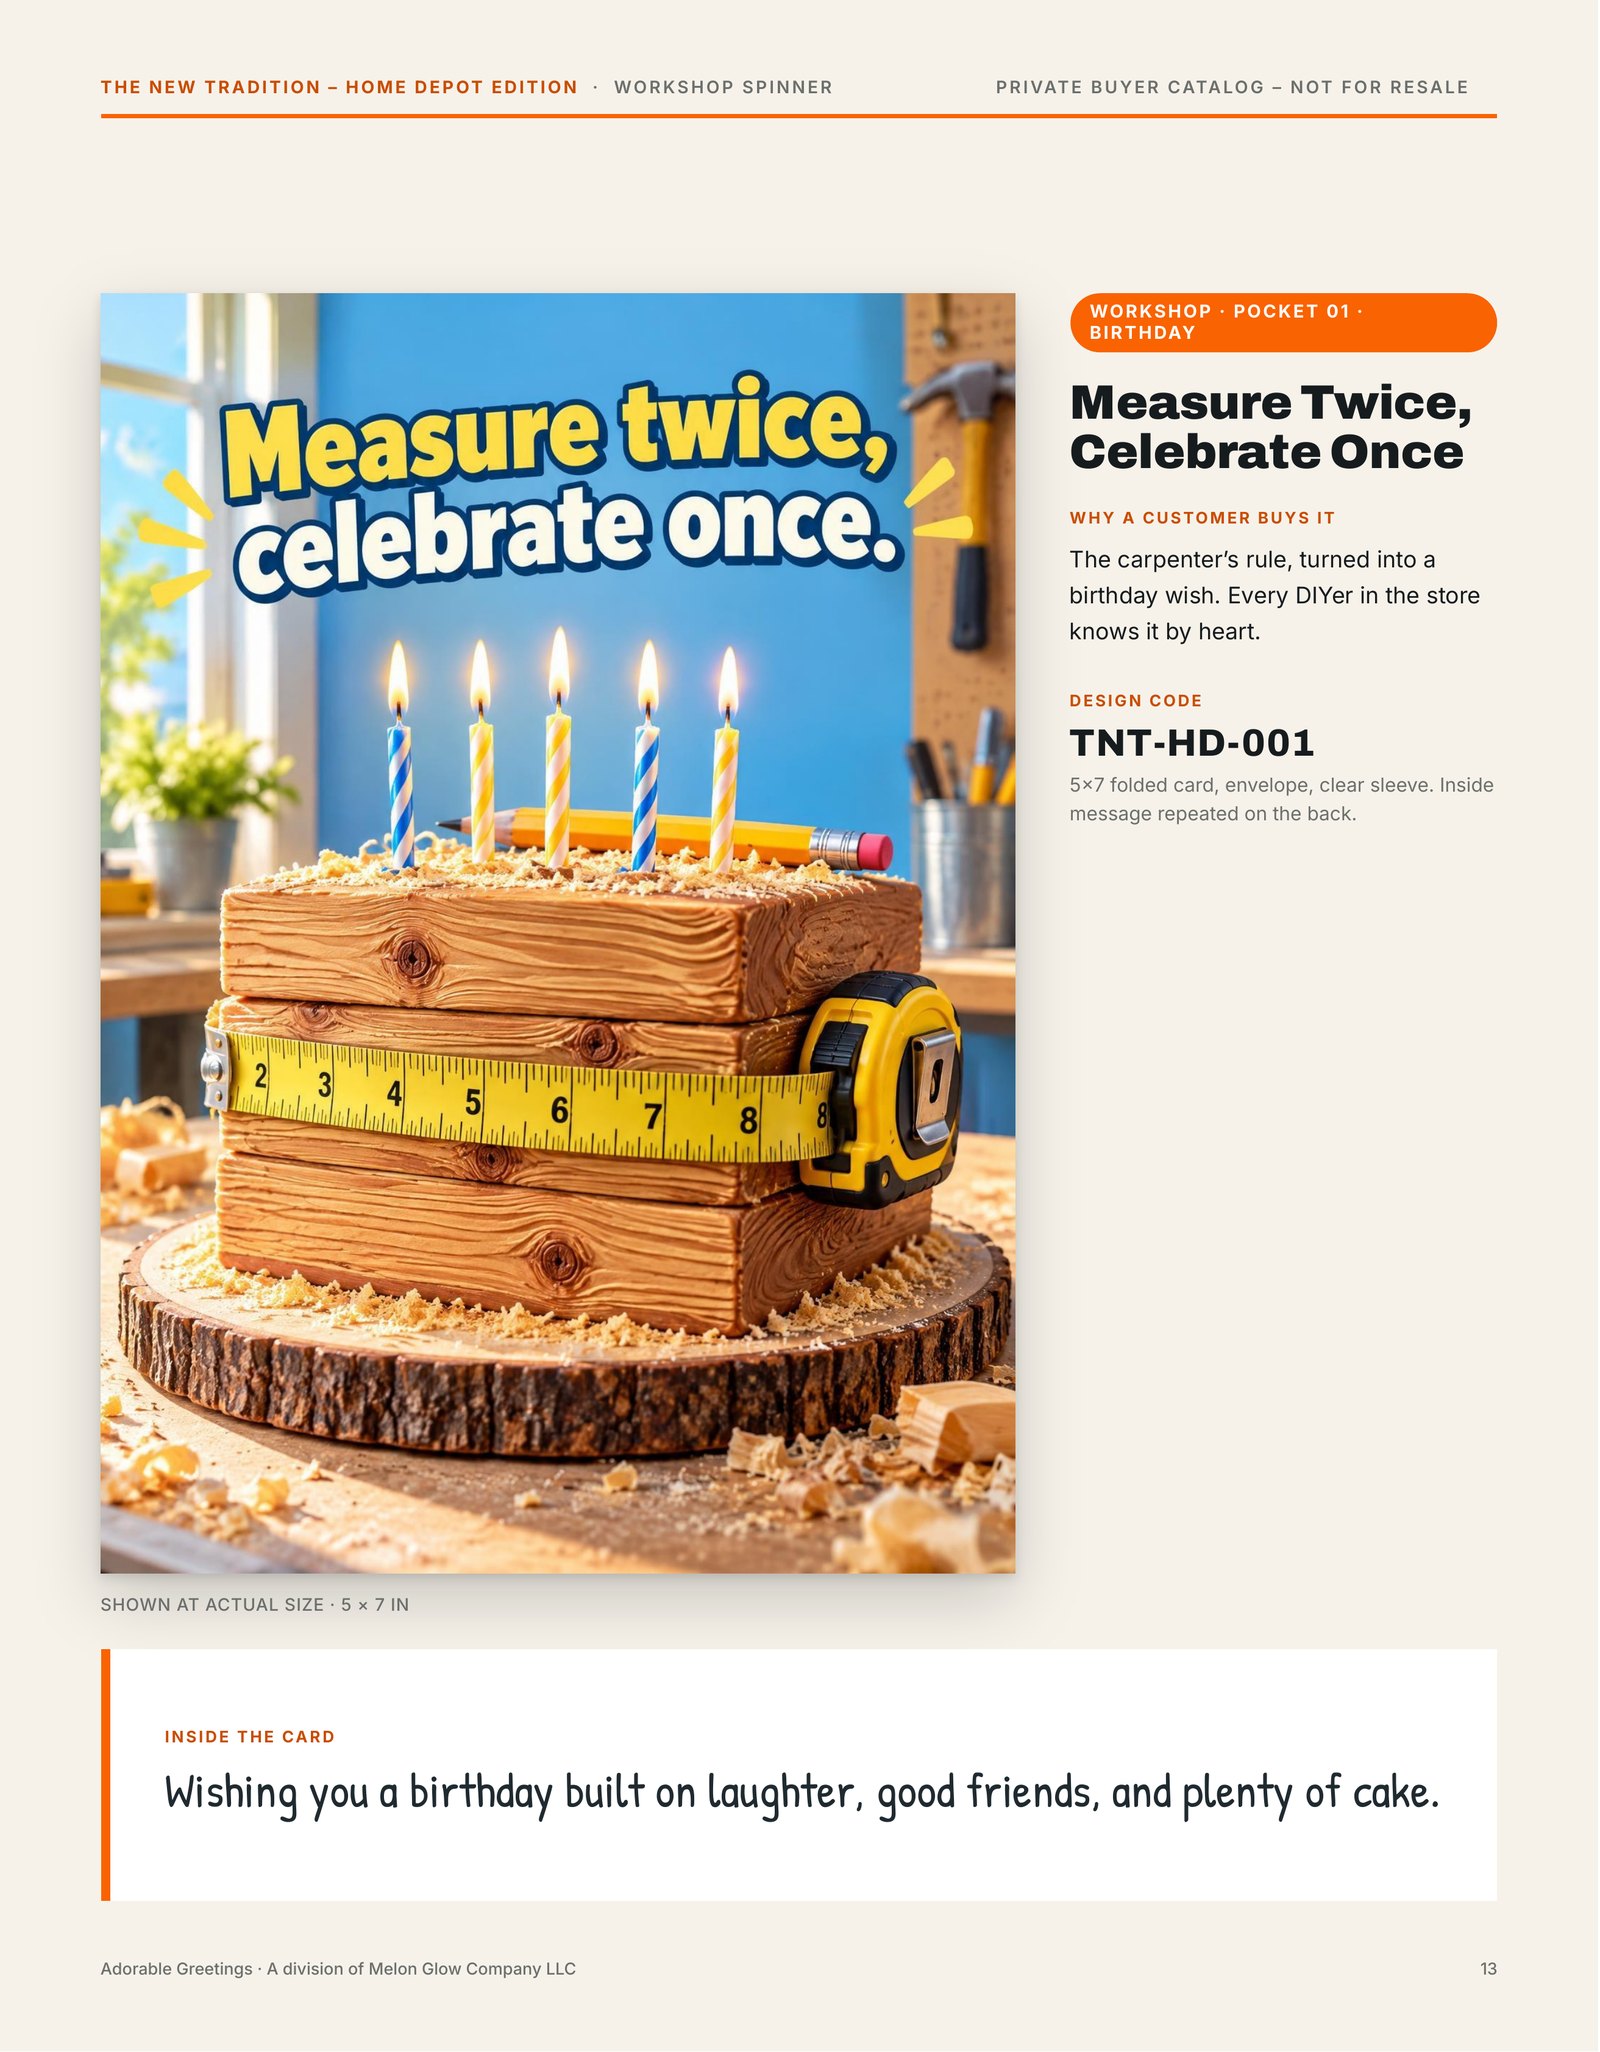 THE NEW TRADITION – HOME DEPOT EDITION · WORKSHOP SPINNER
PRIVATE BUYER CATALOG – NOT FOR RESALE
Measure twice,
celebrate once.
2 3 4 5 6 7 8 8
SHOWN AT ACTUAL SIZE · 5 × 7 IN
WORKSHOP · POCKET 01 ·
BIRTHDAY
Measure Twice,
Celebrate Once
WHY A CUSTOMER BUYS IT
The carpenter’s rule, turned into a
birthday wish. Every DIYer in the store
knows it by heart.
DESIGN CODE
TNT-HD-001
5×7 folded card, envelope, clear sleeve. Inside
message repeated on the back.
INSIDE THE CARD
Wishing you a birthday built on laughter, good friends, and plenty of cake.
Adorable Greetings · A division of Melon Glow Company LLC
13